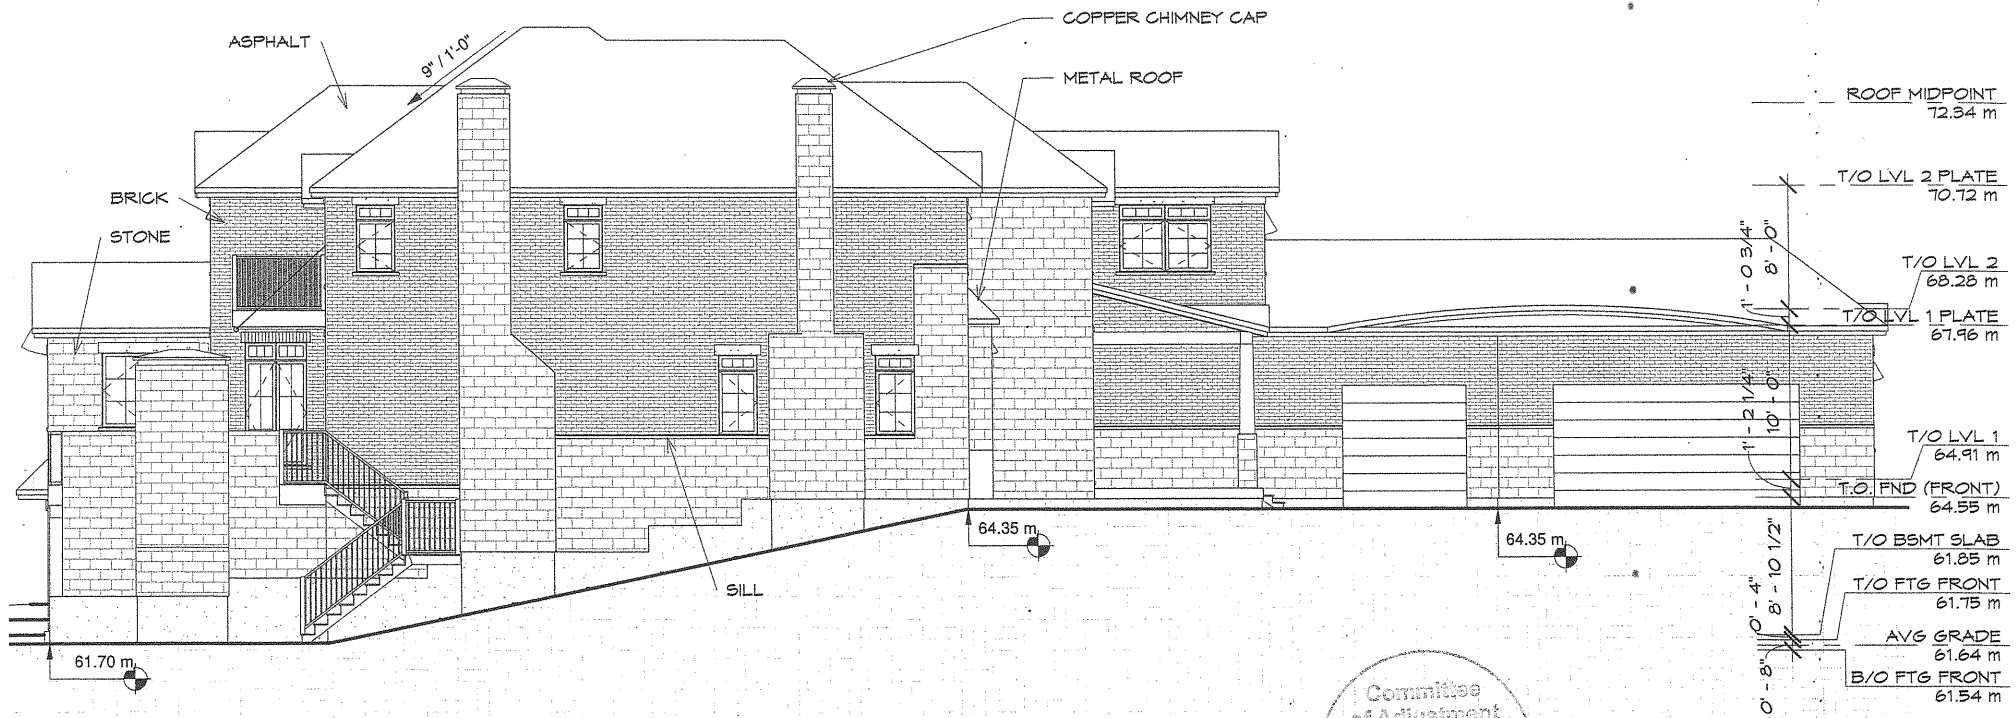 COPPER CHIMNEY CAP
ASPHALT
9" / 1'-0"
METAL ROOF
BRICK
STONE
ROOF MIDPOINT
72.34 m
T/O LVL 2 PLATE
70.72 m
8' - 0"
1' - 0 3/4"
T/O LVL 2
68.28 m
T/O LVL 1 PLATE
67.96 m
10' - 0"
1' - 2 1/4"
T/O LVL 1
64.91 m
T.O. FND (FRONT)
64.55 m
64.35 m
64.35 m
8' - 10 1/2"
0' - 4"
T/O BSMT SLAB
61.85 m
T/O FTG FRONT
61.75 m
SILL
AVG GRADE
61.64 m
61.70 m
0' - 8"
B/O FTG FRONT
61.54 m
Committee
of Adjustment